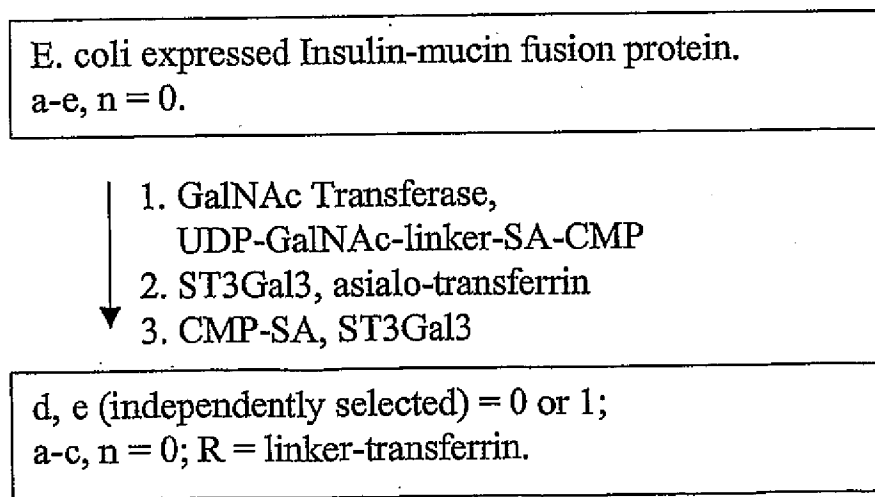 E. coli expressed Insulin-mucin fusion protein.
a-e, n = 0.
1. GalNAc Transferase,
UDP-GalNAc-linker-SA-CMP
2. ST3Gal3, asialo-transferrin
3. CMP-SA, ST3Gal3
d, e (independently selected) = 0 or 1;
a-c, n = 0; R = linker-transferrin.